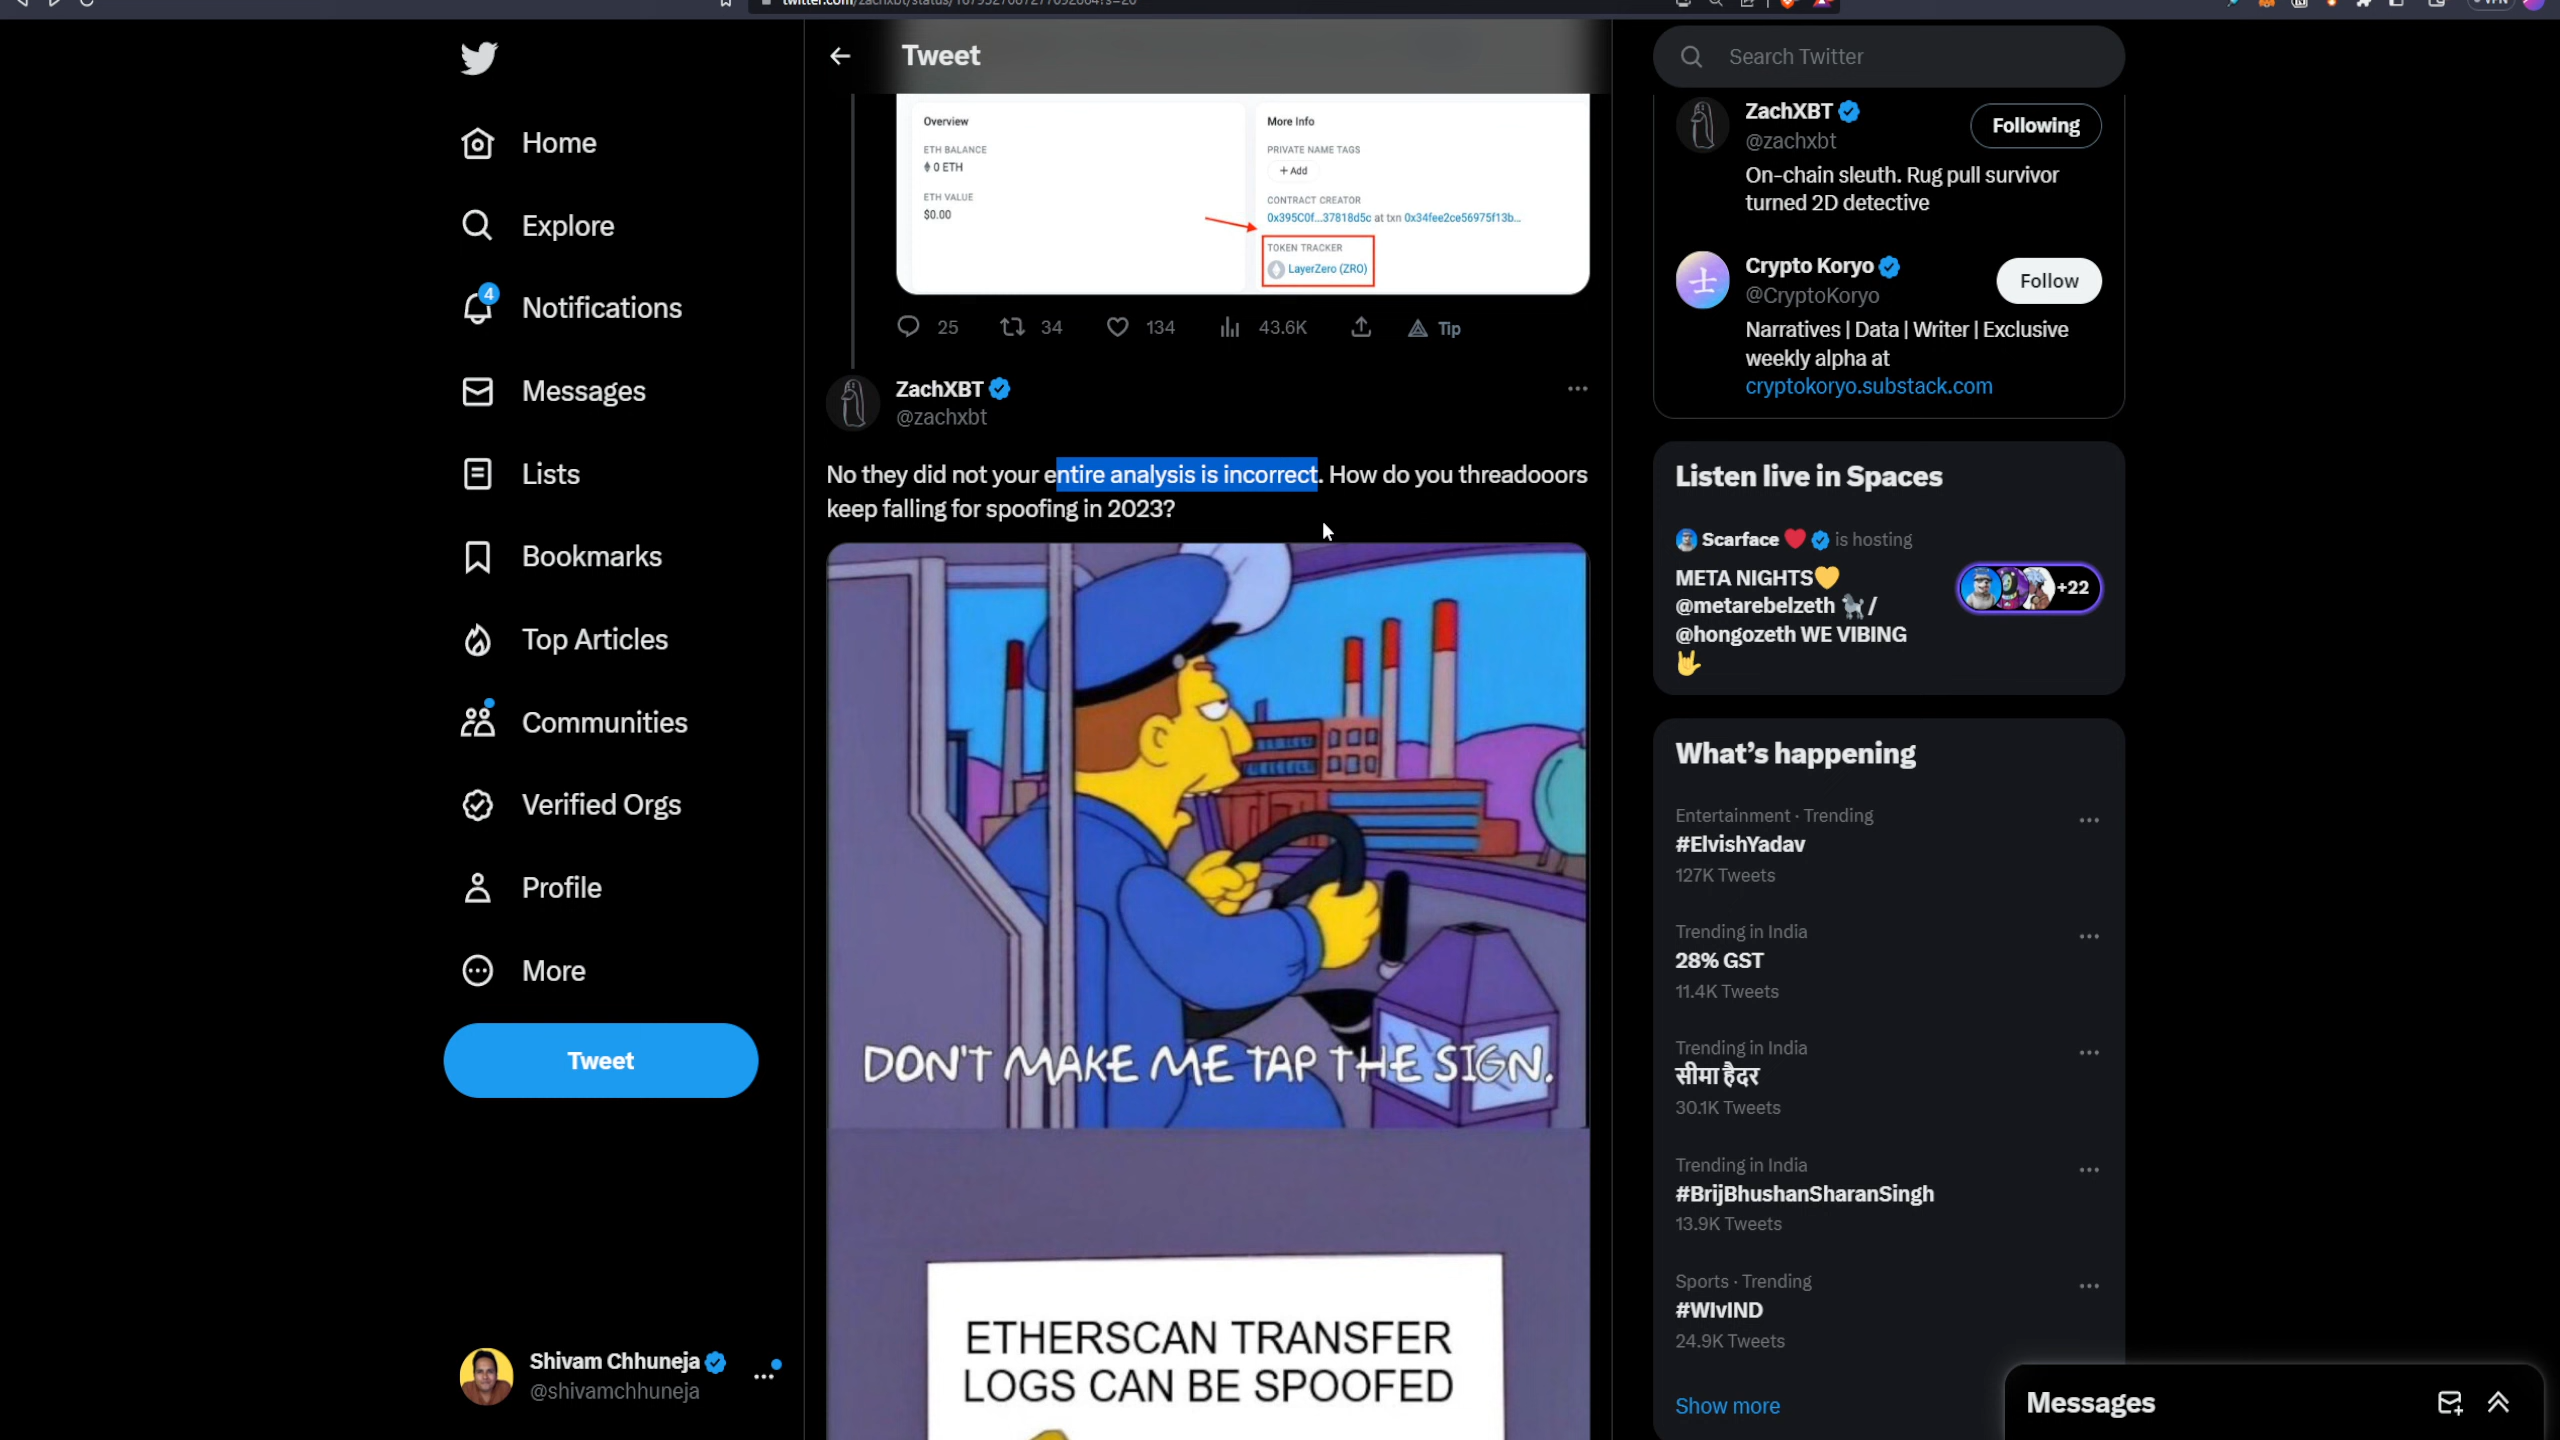 Home
Explore
4
Notifications
Messages
Lists
Bookmarks
Top Articles
Communities
Verified Orgs
Profile
More
Tweet
Shivam Chhuneja
@shivamchhuneja
Tweet
Overview
ETH BALANCE
0 ETH
ETH VALUE
$0.00
More Info
PRIVATE NAME TAGS
+ Add
CONTRACT CREATOR
0x395C0f...37818d5c at txn 0x34fee2ce56975f13b...
TOKEN TRACKER
LayerZero (ZRO)
25 34 134 43.6K Tip
ZachXBT
@zachxbt
No they did not your entire analysis is incorrect. How do you threadooors
keep falling for spoofing in 2023?
DON'T MAKE ME TAP THE SIGN.
ETHERSCAN TRANSFER
LOGS CAN BE SPOOFED
Search Twitter
ZachXBT
@zachxbt
Following
On-chain sleuth. Rug pull survivor
turned 2D detective
Crypto Koryo
@CryptoKoryo
Follow
Narratives | Data | Writer | Exclusive
weekly alpha at
cryptokoryo.substack.com
Listen live in Spaces
Scarface ❤️ is hosting
META NIGHTS💛
@metarebelzeth 🐩/
@hongozeth WE VIBING
🤟
+22
What's happening
Entertainment · Trending
#ElvishYadav
127K Tweets
Trending in India
28% GST
11.4K Tweets
Trending in India
सीमा हैदर
30.1K Tweets
Trending in India
#BrijBhushanSharanSingh
13.9K Tweets
Sports · Trending
#WIvIND
24.9K Tweets
Show more
Messages